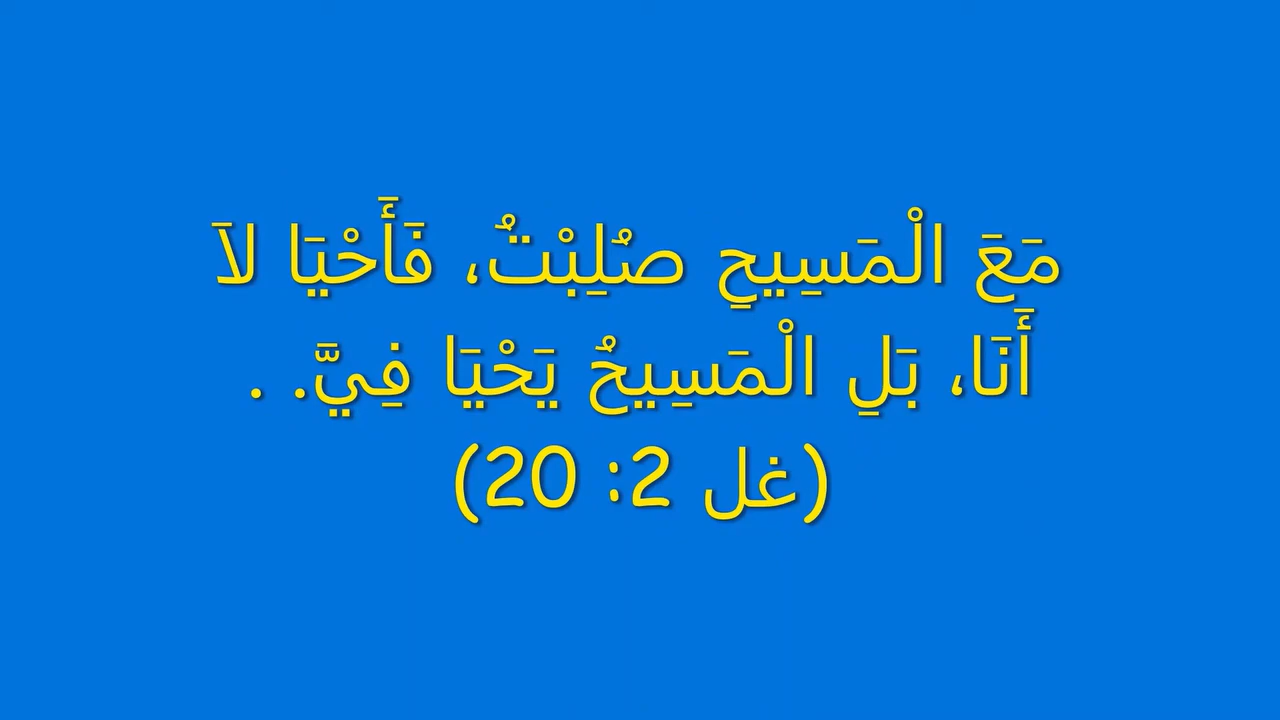 مَعَ الْمَسِيحِ صُلِبْتُ، فَأَحْيَا لاَ
أَنَا، بَلِ الْمَسِيحُ يَحْيَا فِيَّ. .
(غل 2: 20)